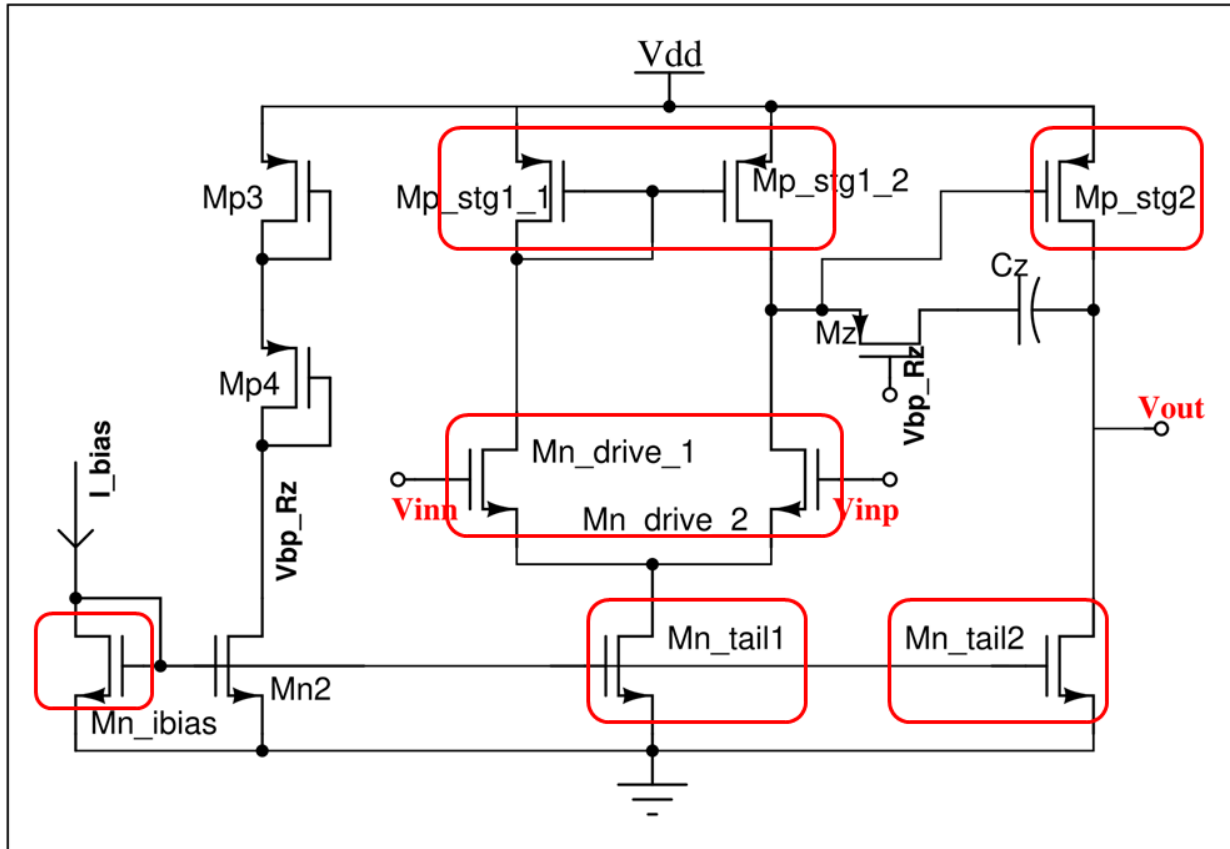 Vdd
Mp3
Mp_stg1_1
Mp_stg1_2
Mp_stg2
Cz
Mz
Vbp_Rz
Mp4
Vout
I_bias
Mn_drive_1
Vinn
Vinp
Mn_drive_2
Vbp_Rz
Mn_tail1
Mn_tail2
Mn2
Mn_ibias